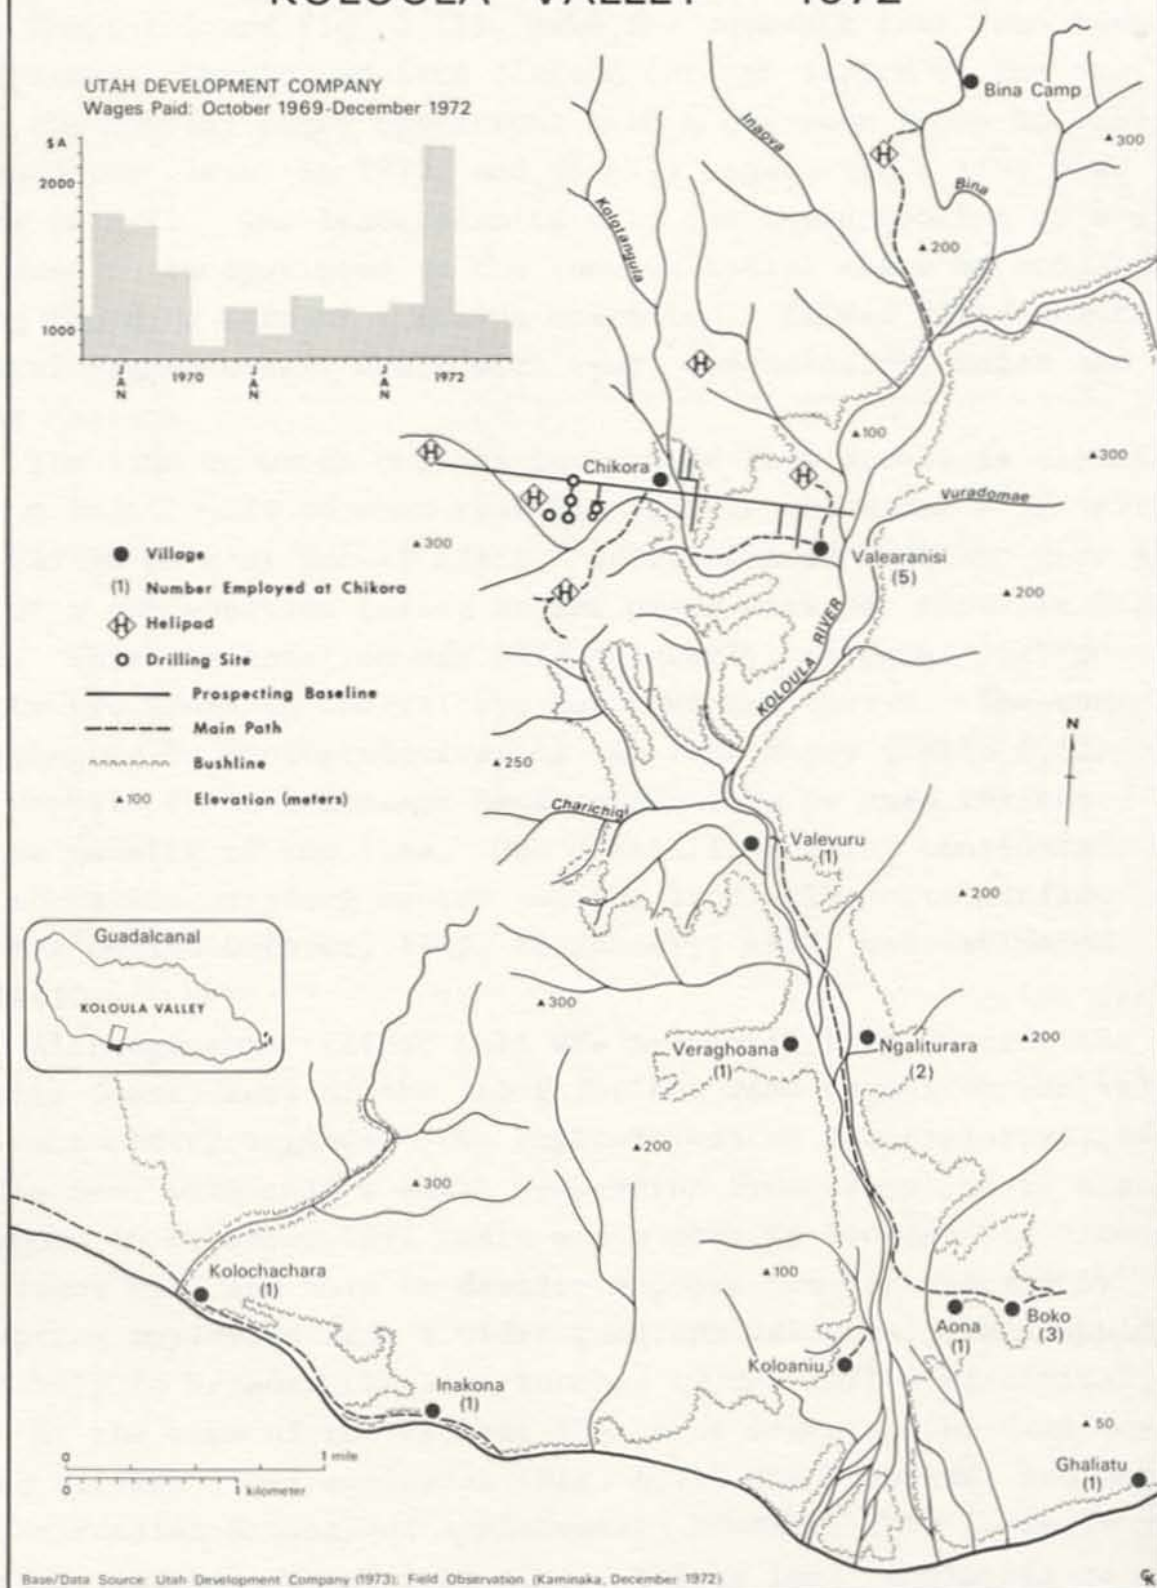 KOLOULA VALLEY 1972
UTAH DEVELOPMENT COMPANY
Wages Paid: October 1969-December 1972
$A
2000
1000
JAN
1970
JAN
JAN
1972
Bina Camp
300
Inaova
Kolotangula
Bina
200
100
300
Chikora
Vuradomae
300
Valearanisi
(5)
200
KOLOULA RIVER
Village
(1) Number Employed at Chikora
H Helipad
Drilling Site
Prospecting Baseline
Main Path
Bushline
100 Elevation (meters)
N
250
Charichigi
Valevuru
(1)
200
Guadalcanal
KOLOULA VALLEY
300
Veraghoana
(1)
Ngaliturara
(2)
200
200
300
Kolochachara
(1)
100
Aona
(1)
Boko
(3)
Koloaniu
Inakona
(1)
50
Ghaliatu
(1)
0 1 mile
0 1 kilometer
Base/Data Source: Utah Development Company (1973); Field Observation (Kaminaka, December 1972)